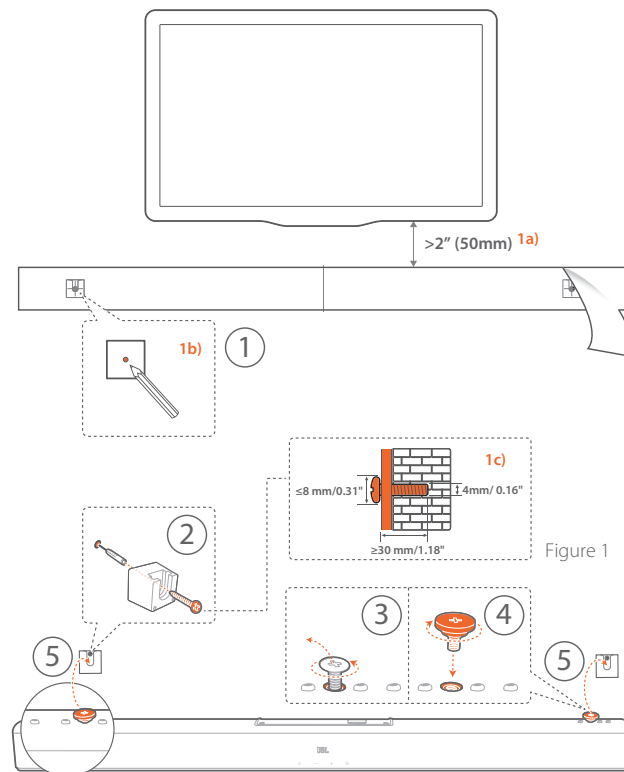 >2" (50mm) 1a)
1b)
1
1c)
≤8 mm/0.31"
4mm/ 0.16"
≥30 mm/1.18"
2
Figure 1
3
4
5
5
JBL